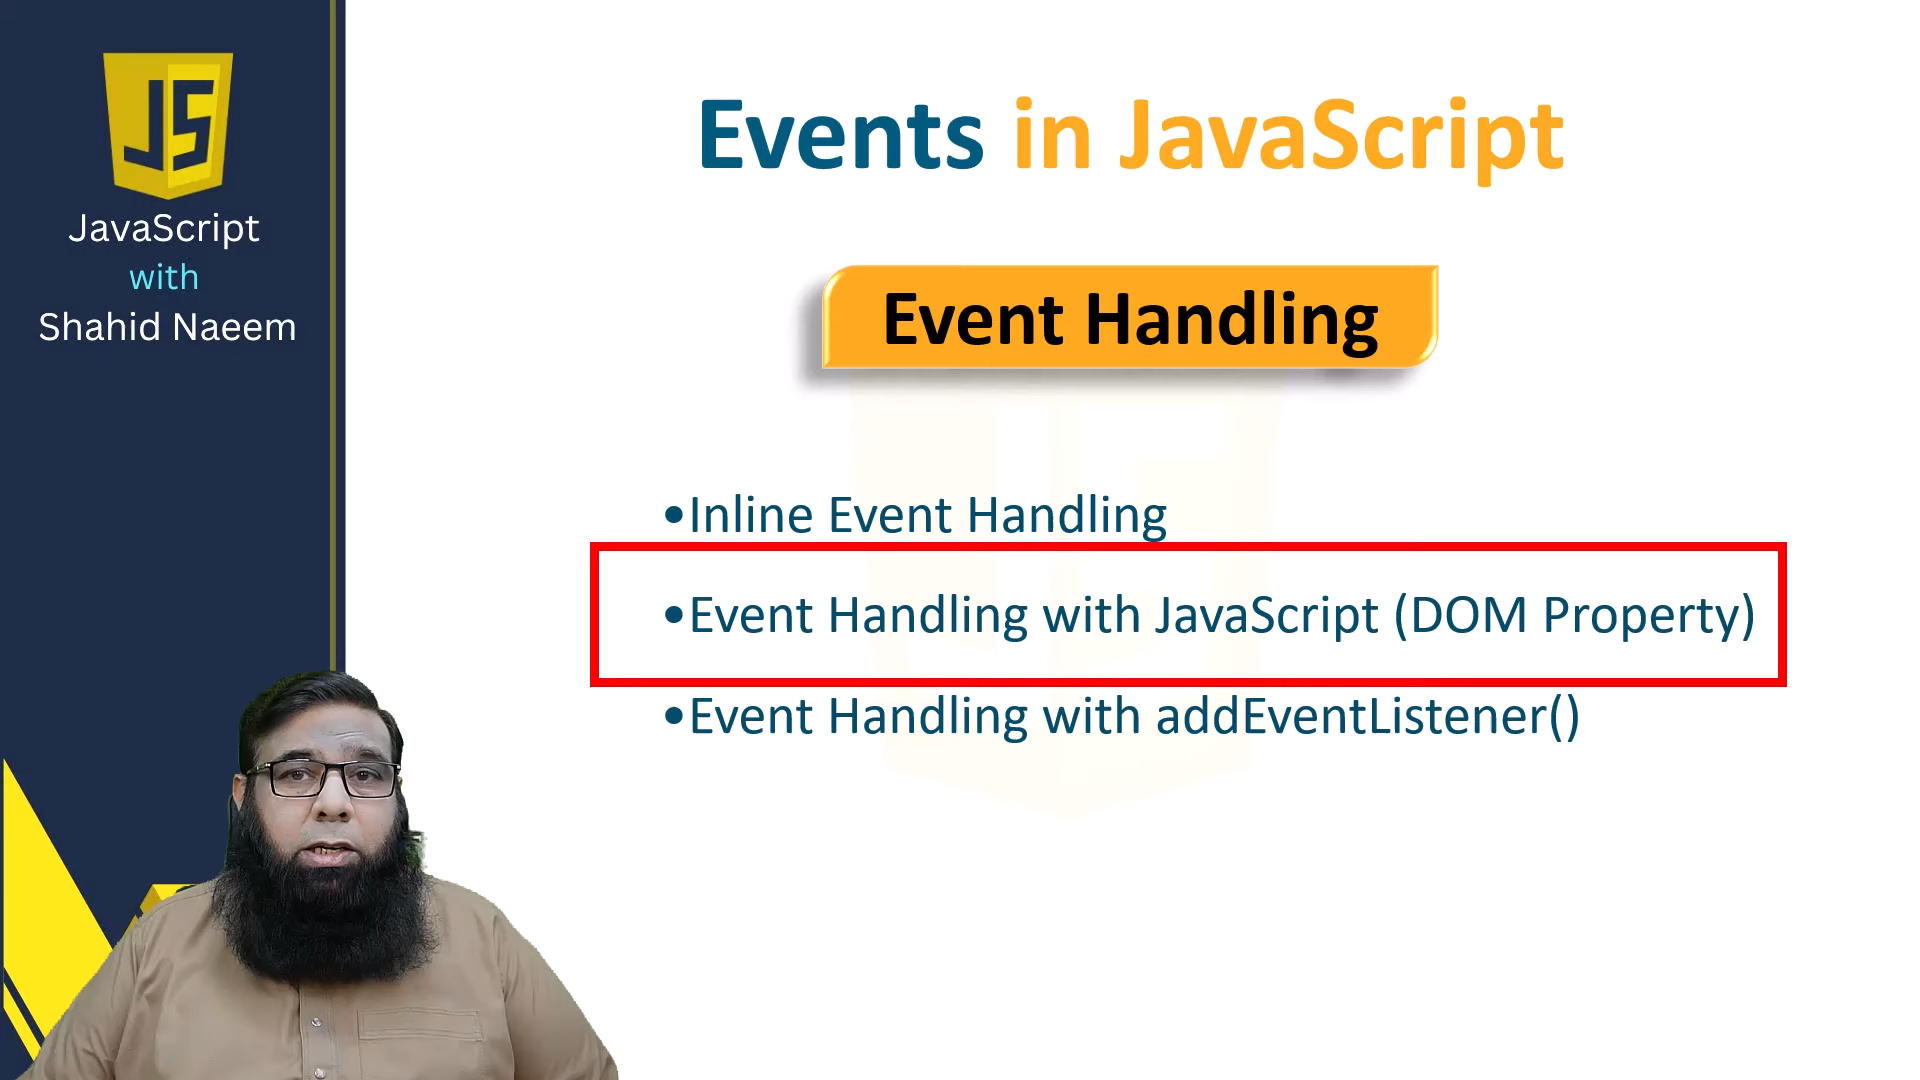 JS
JavaScript
with
Shahid Naeem
Events in JavaScript
Event Handling
•Inline Event Handling
•Event Handling with JavaScript (DOM Property)
•Event Handling with addEventListener()